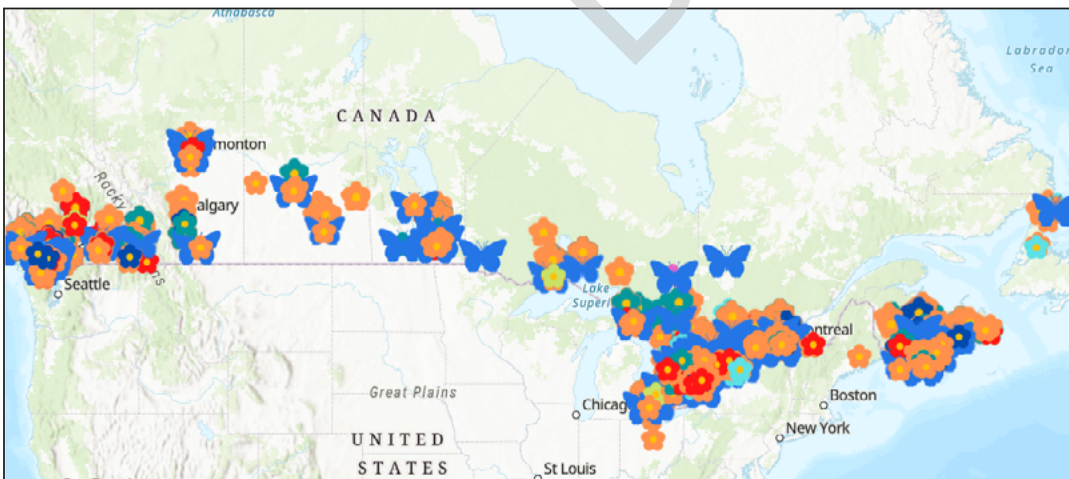 Athabasca
Labrador
Sea
CANADA
monton
Rocky
algary
Seattle
Lake
Superi
ontreal
Great Plains
Chicag
Boston
New York
UNITED
STATES
St Louis